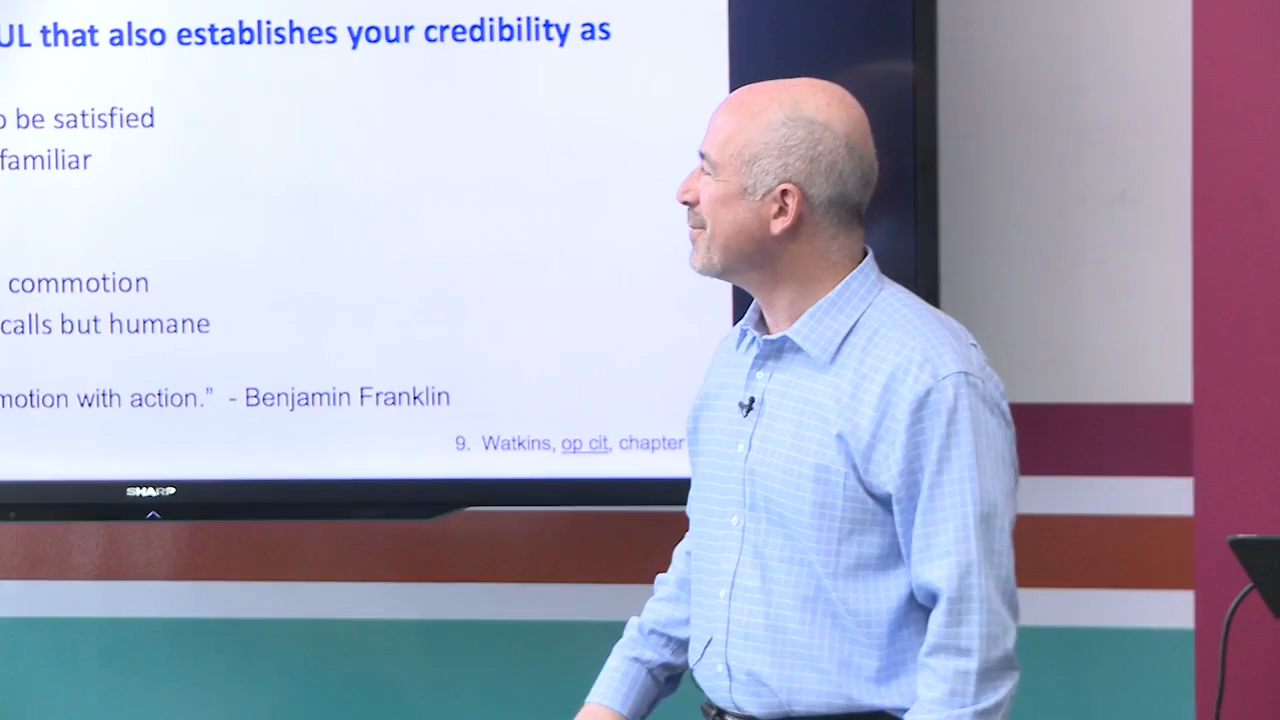 UL that also establishes your credibility as
o be satisfied
familiar
commotion
calls but humane
motion with action.” - Benjamin Franklin
9. Watkins, op cit, chapter
SHARP